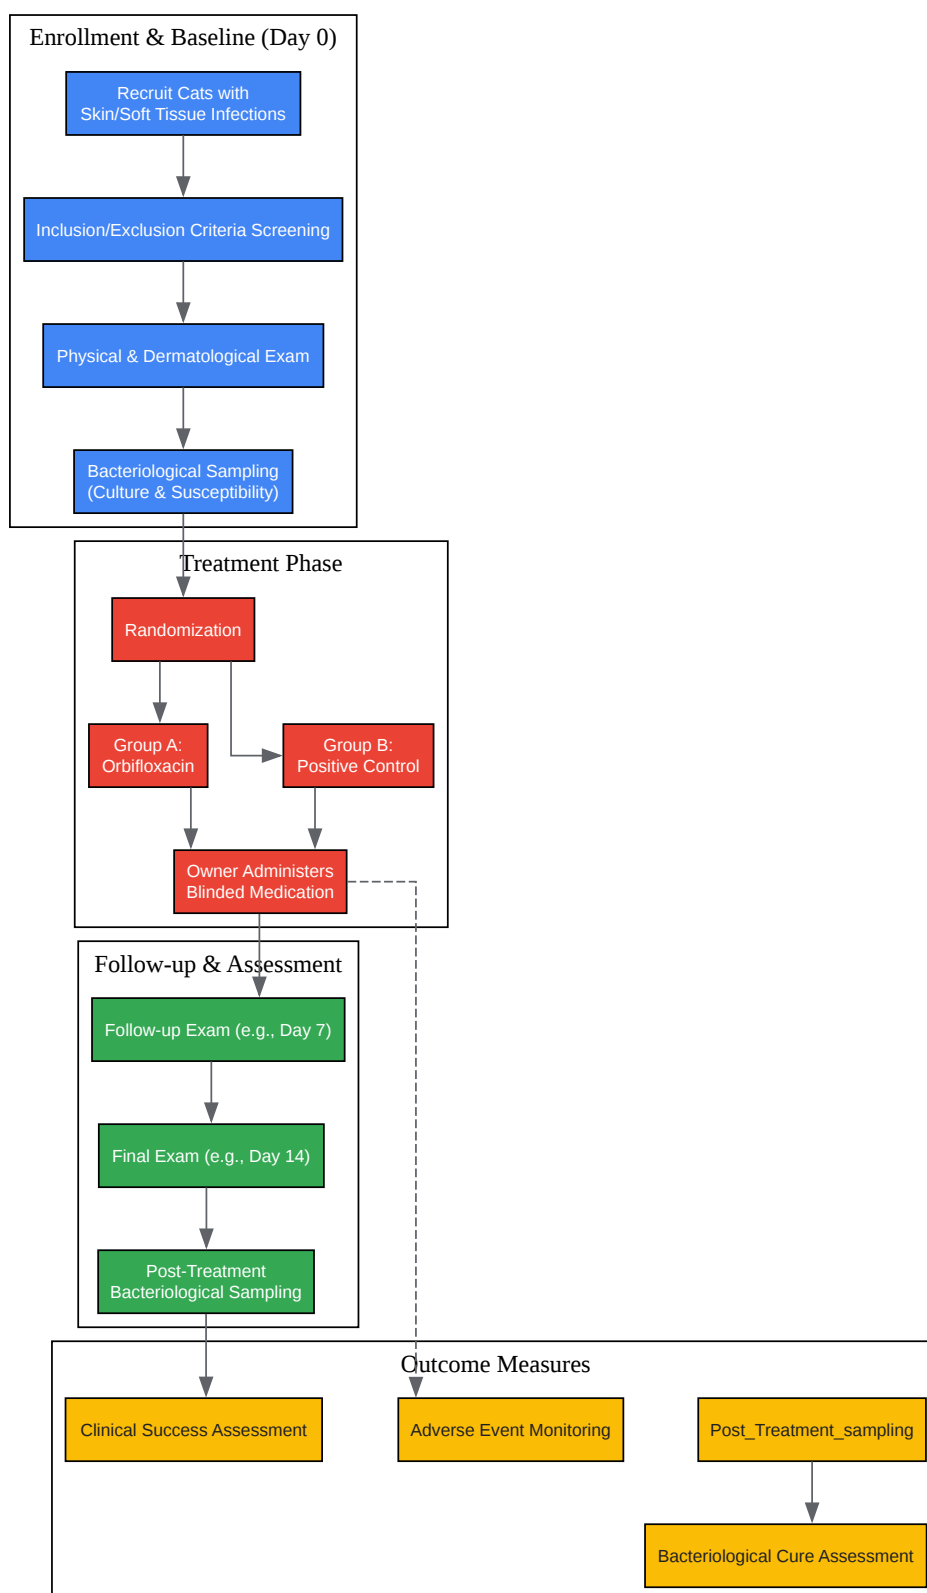 Enrollment & Baseline (Day 0)
Recruit Cats with
Skin/Soft Tissue Infections
Inclusion/Exclusion Criteria Screening
Physical & Dermatological Exam
Bacteriological Sampling
(Culture & Susceptibility)
Treatment Phase
Randomization
Group A:
Orbifloxacin
Group B:
Positive Control
Owner Administers
Blinded Medication
Follow-up & Assessment
Follow-up Exam (e.g., Day 7)
Final Exam (e.g., Day 14)
Post-Treatment
Bacteriological Sampling
Outcome Measures
Clinical Success Assessment
Adverse Event Monitoring
Post_Treatment_sampling
Bacteriological Cure Assessment